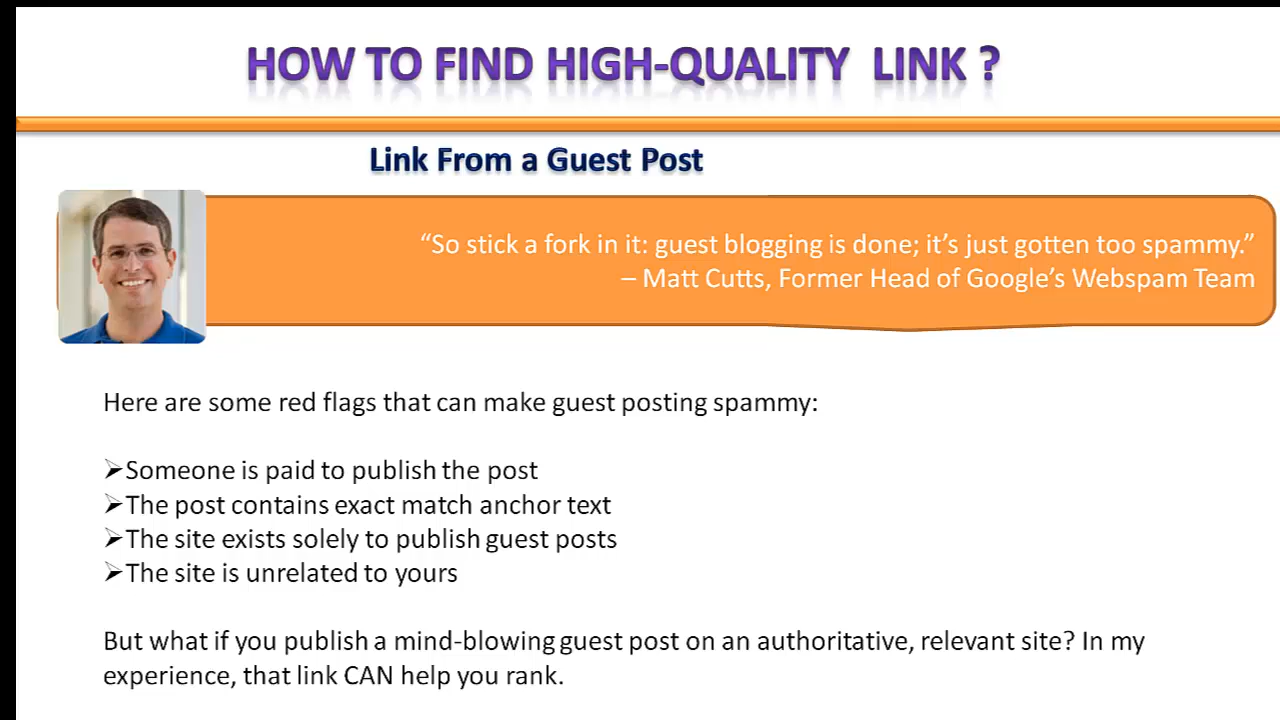 HOW TO FIND HIGH-QUALITY LINK ?
Link From a Guest Post
“So stick a fork in it: guest blogging is done; it’s just gotten too spammy.”
– Matt Cutts, Former Head of Google’s Webspam Team
Here are some red flags that can make guest posting spammy:
➢Someone is paid to publish the post
➢The post contains exact match anchor text
➢The site exists solely to publish guest posts
➢The site is unrelated to yours
But what if you publish a mind-blowing guest post on an authoritative, relevant site? In my
experience, that link CAN help you rank.